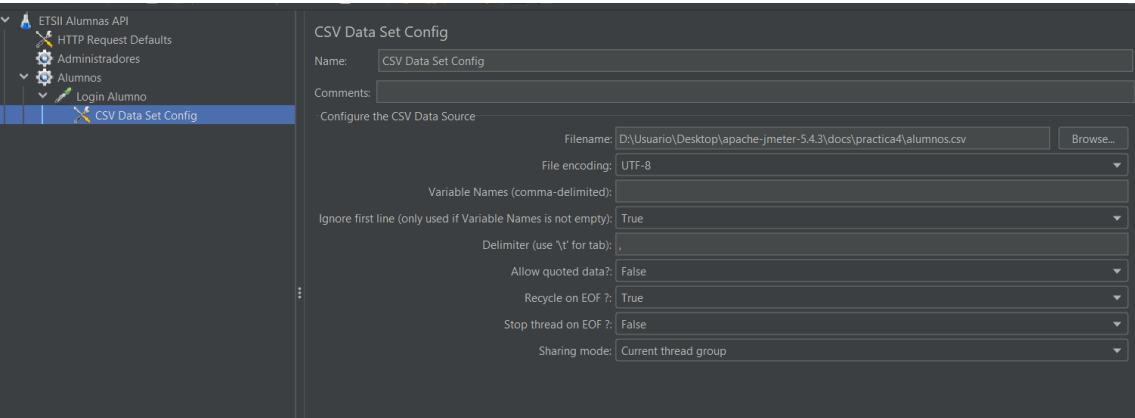 ETSII Alumnas API
HTTP Request Defaults
Administradores
Alumnos
Login Alumno
CSV Data Set Config
CSV Data Set Config
Name: CSV Data Set Config
Comments:
Configure the CSV Data Source
Filename: D:\Usuario\Desktop\apache-jmeter-5.4.3\docs\practica4\alumnos.csv Browse...
File encoding: UTF-8
Variable Names (comma-delimited):
Ignore first line (only used if Variable Names is not empty): True
Delimiter (use '\t' for tab): ,
Allow quoted data?: False
Recycle on EOF ?: True
Stop thread on EOF ?: False
Sharing mode: Current thread group